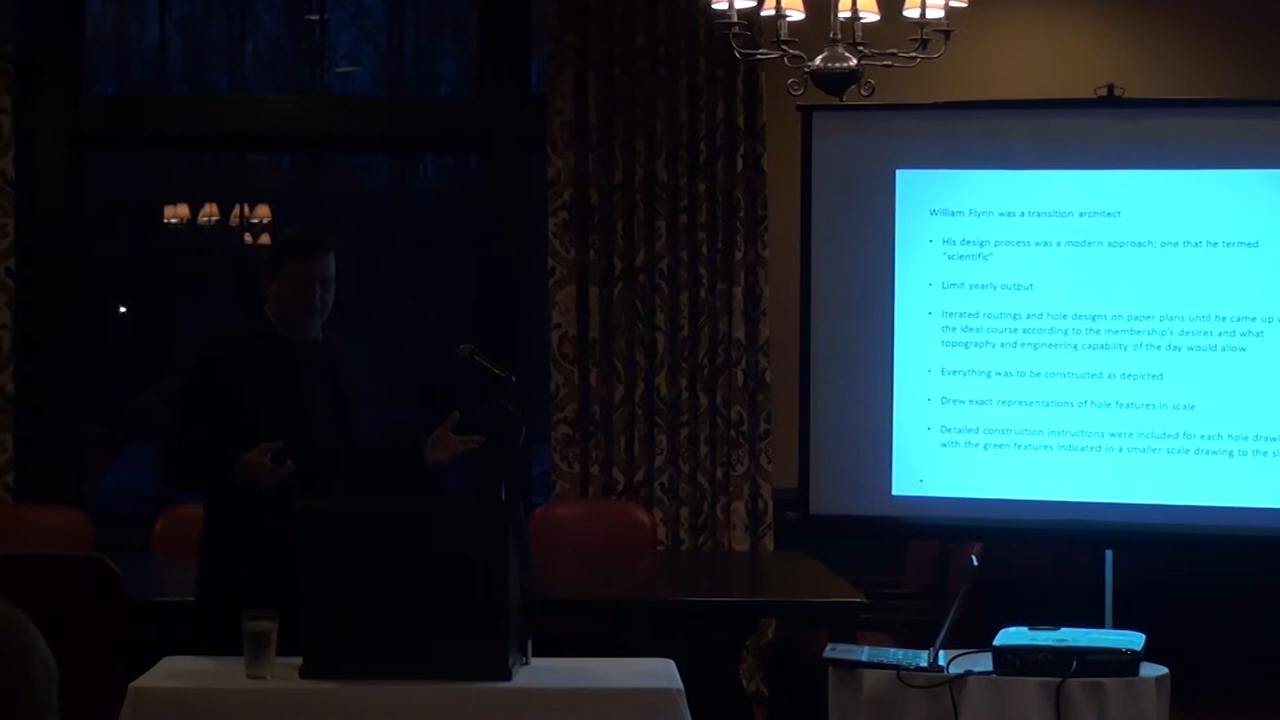 William Flynn was a transition architect
• His design process was a modern approach; one that he termed
"scientific"
• Limit yearly output
• Iterated routings and hole designs on paper plans until he came up
the ideal course according to the membership's desires and what
topography and engineering capability of the day would allow
• Everything was to be constructed as depicted
• Drew exact representations of hole features in scale
• Detailed construction instructions were included for each hole
with the green features indicated in a smaller scale drawing to the